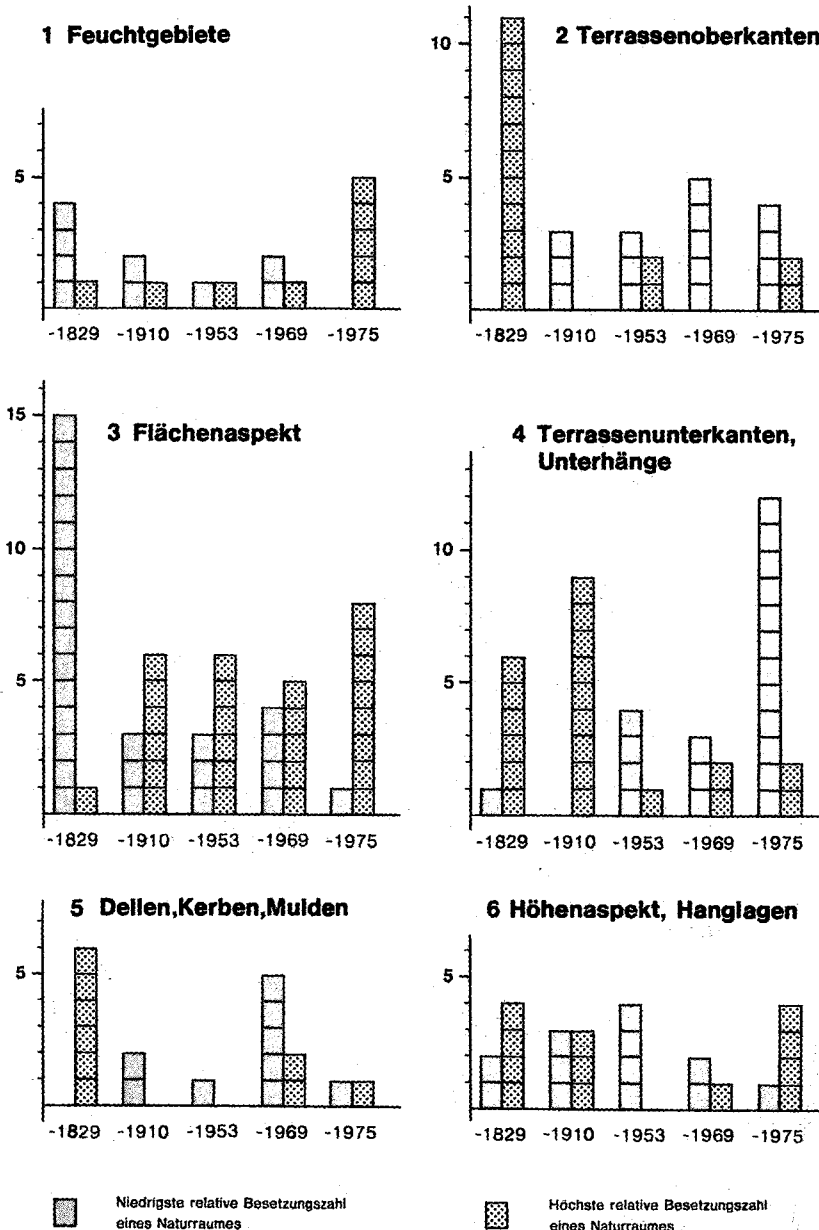 1 Feuchtgebiete
5
-1829 -1910 -1953 -1969 -1975
2 Terrassenoberkanten
10
5
-1829 -1910 -1953 -1969 -1975
3 Flächenaspekt
15
10
5
-1829 -1910 -1953 -1969 -1975
4 Terrassenunterkanten,
Unterhänge
10
5
-1829 -1910 -1953 -1969 -1975
5 Dellen,Kerben,Mulden
5
-1829 -1910 -1953 -1969 -1975
6 Höhenaspekt, Hanglagen
5
-1829 -1910 -1953 -1969 -1975
Niedrigste relative Besetzungszahl
eines Naturraumes
Höchste relative Besetzungszahl
eines Naturraumes